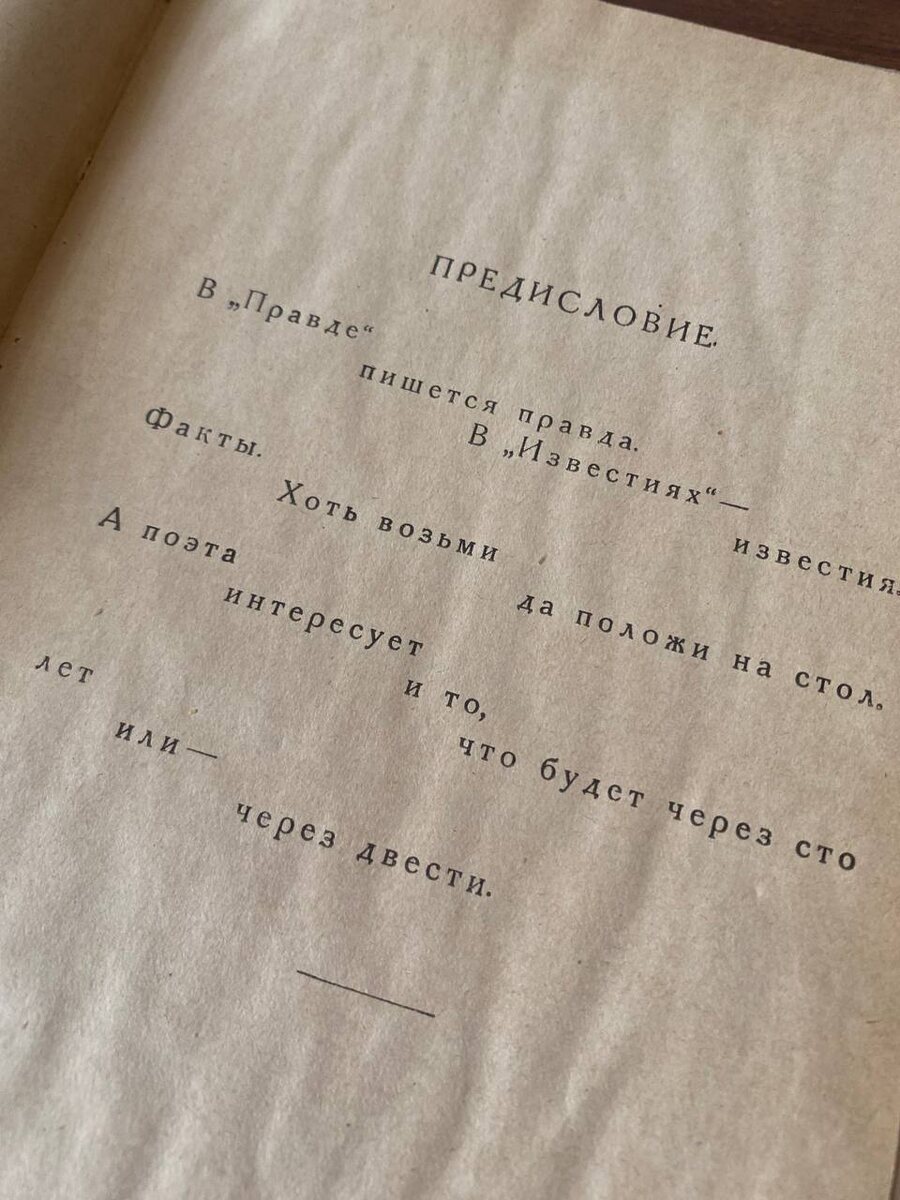 ПРЕДИСЛОВИЕ.
В „Правде“
пишется правда.
В „Известиях“—
известия.
Факты.
Хоть возьми
да положи на стол.
А поэта
интересует
и то,
что будет через сто
лет
или—
через двести.